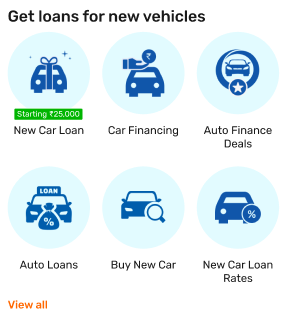 Get loans for new vehicles
₹
Starting ₹25,000
New Car Loan
Car Financing
Auto Finance
Deals
LOAN
%
%
Auto Loans
Buy New Car
New Car Loan
Rates
View all